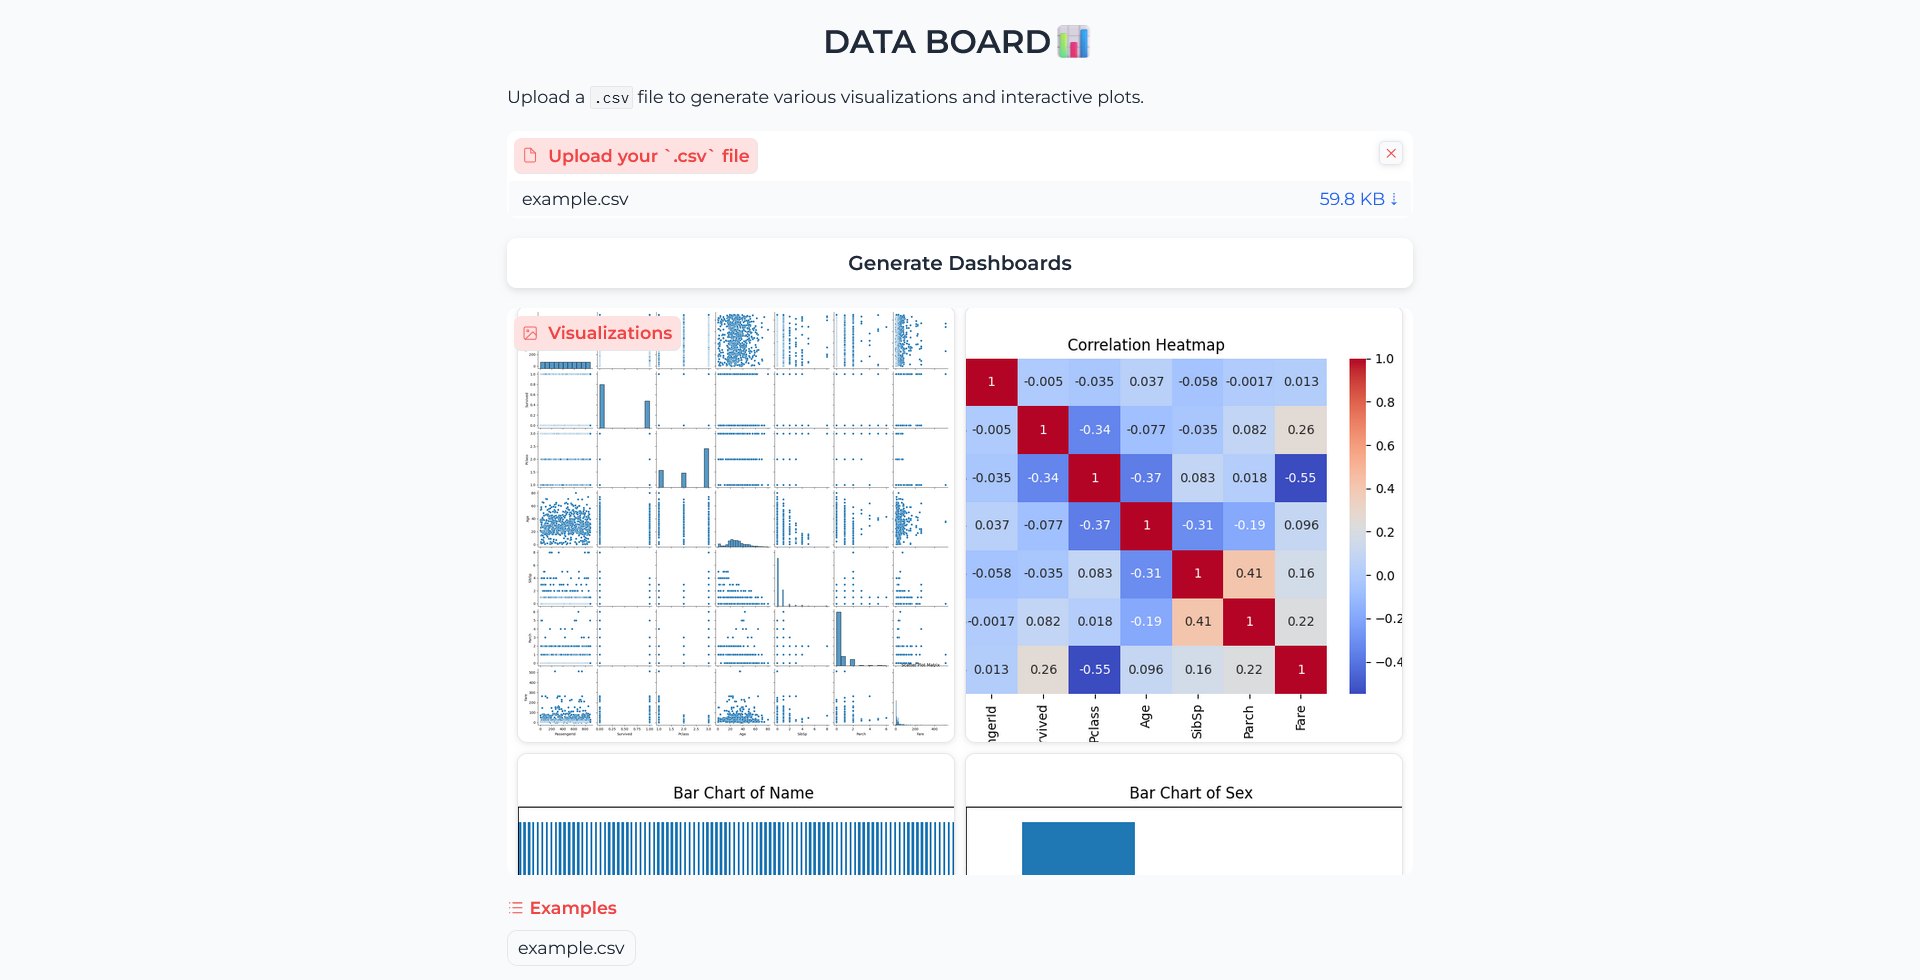 DATA BOARD
Upload a .csv file to generate various visualizations and interactive plots.
Upload your `.csv` file
example.csv
59.8 KB ↓
Generate Dashboards
Visualizations
Correlation Heatmap
1 -0.005 -0.035 0.037 -0.058 -0.0017 0.013
-0.005 1 -0.34 -0.077 -0.035 0.082 0.26
-0.035 -0.34 1 -0.37 0.083 0.018 -0.55
0.037 -0.077 -0.37 1 -0.31 -0.19 0.096
-0.058 -0.035 0.083 -0.31 1 0.41 0.16
-0.0017 0.082 0.018 -0.19 0.41 1 0.22
0.013 0.26 -0.55 0.096 0.16 0.22 1
1.0
0.8
0.6
0.4
0.2
0.0
−0.2
−0.4
ngerId
rvived
Pclass
Age
SibSp
Parch
Fare
Bar Chart of Name
Bar Chart of Sex
Examples
example.csv